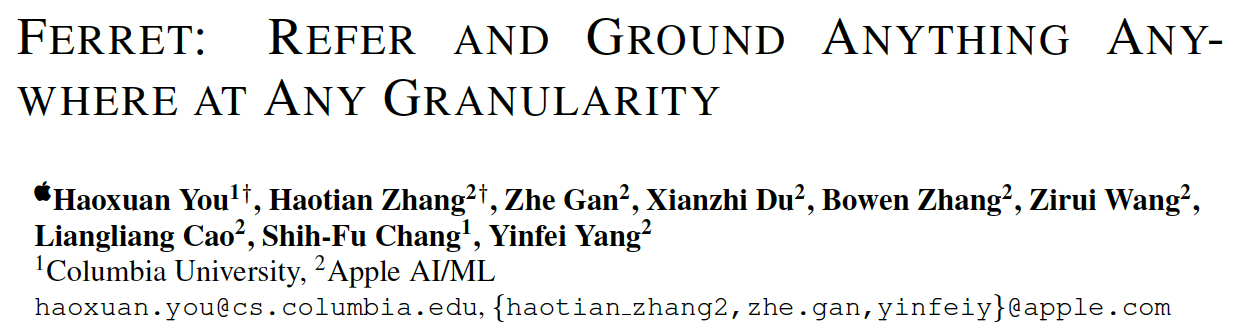 FERRET: REFER AND GROUND ANYTHING ANY-
WHERE AT ANY GRANULARITY
Haoxuan You¹†, Haotian Zhang²†, Zhe Gan², Xianzhi Du², Bowen Zhang², Zirui Wang²,
Liangliang Cao², Shih-Fu Chang¹, Yinfei Yang²
¹Columbia University, ²Apple AI/ML
haoxuan.you@cs.columbia.edu, {haotian_zhang2,zhe.gan,yinfeiy}@apple.com